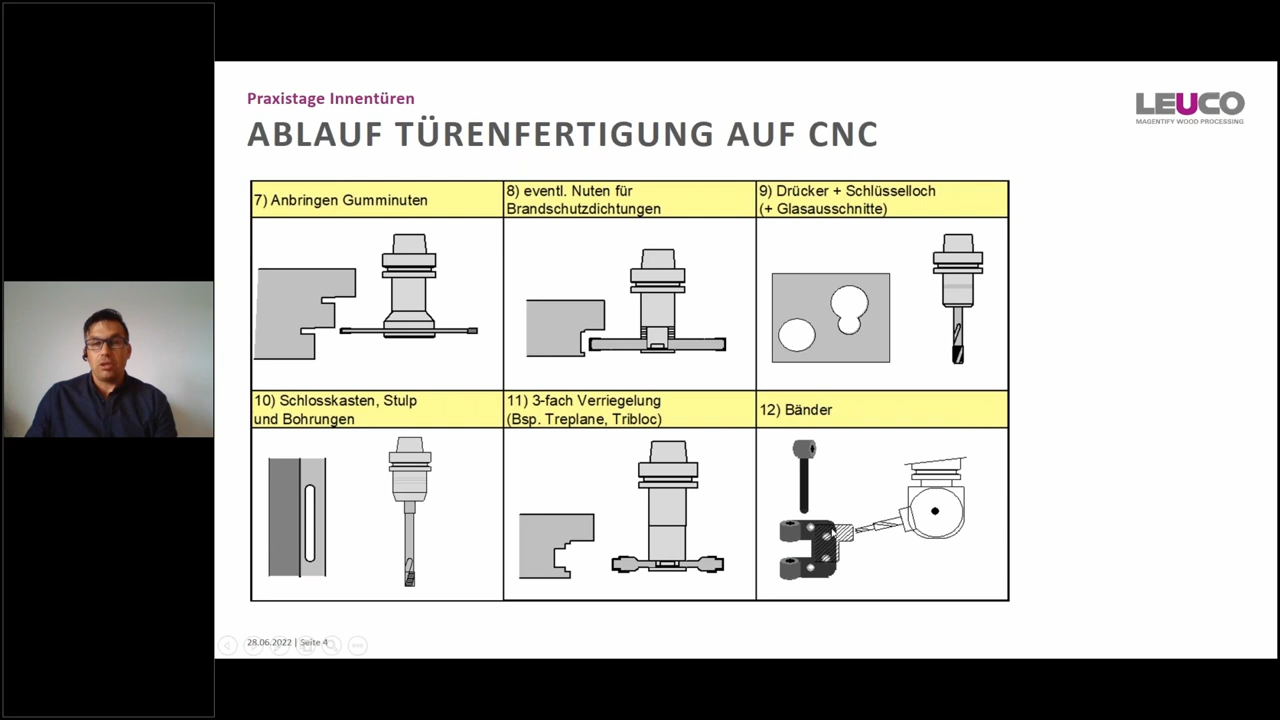 Praxistage Innentüren
LEUCO
MAGENTIFY WOOD PROCESSING
ABLAUF TÜRENFERTIGUNG AUF CNC
7) Anbringen Gumminuten
8) eventl. Nuten für
Brandschutzdichtungen
9) Drücker + Schlüsselloch
(+ Glasausschnitte)
10) Schlosskasten, Stulp
und Bohrungen
11) 3-fach Verriegelung
(Bsp. Treplane, Tribloc)
12) Bänder
28.06.2022 | Seite 4